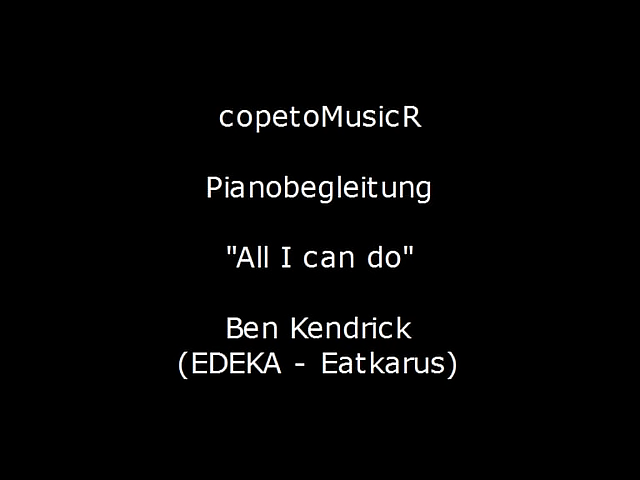 copetoMusicR
Pianobegleitung
"All I can do"
Ben Kendrick
(EDEKA - Eatkarus)